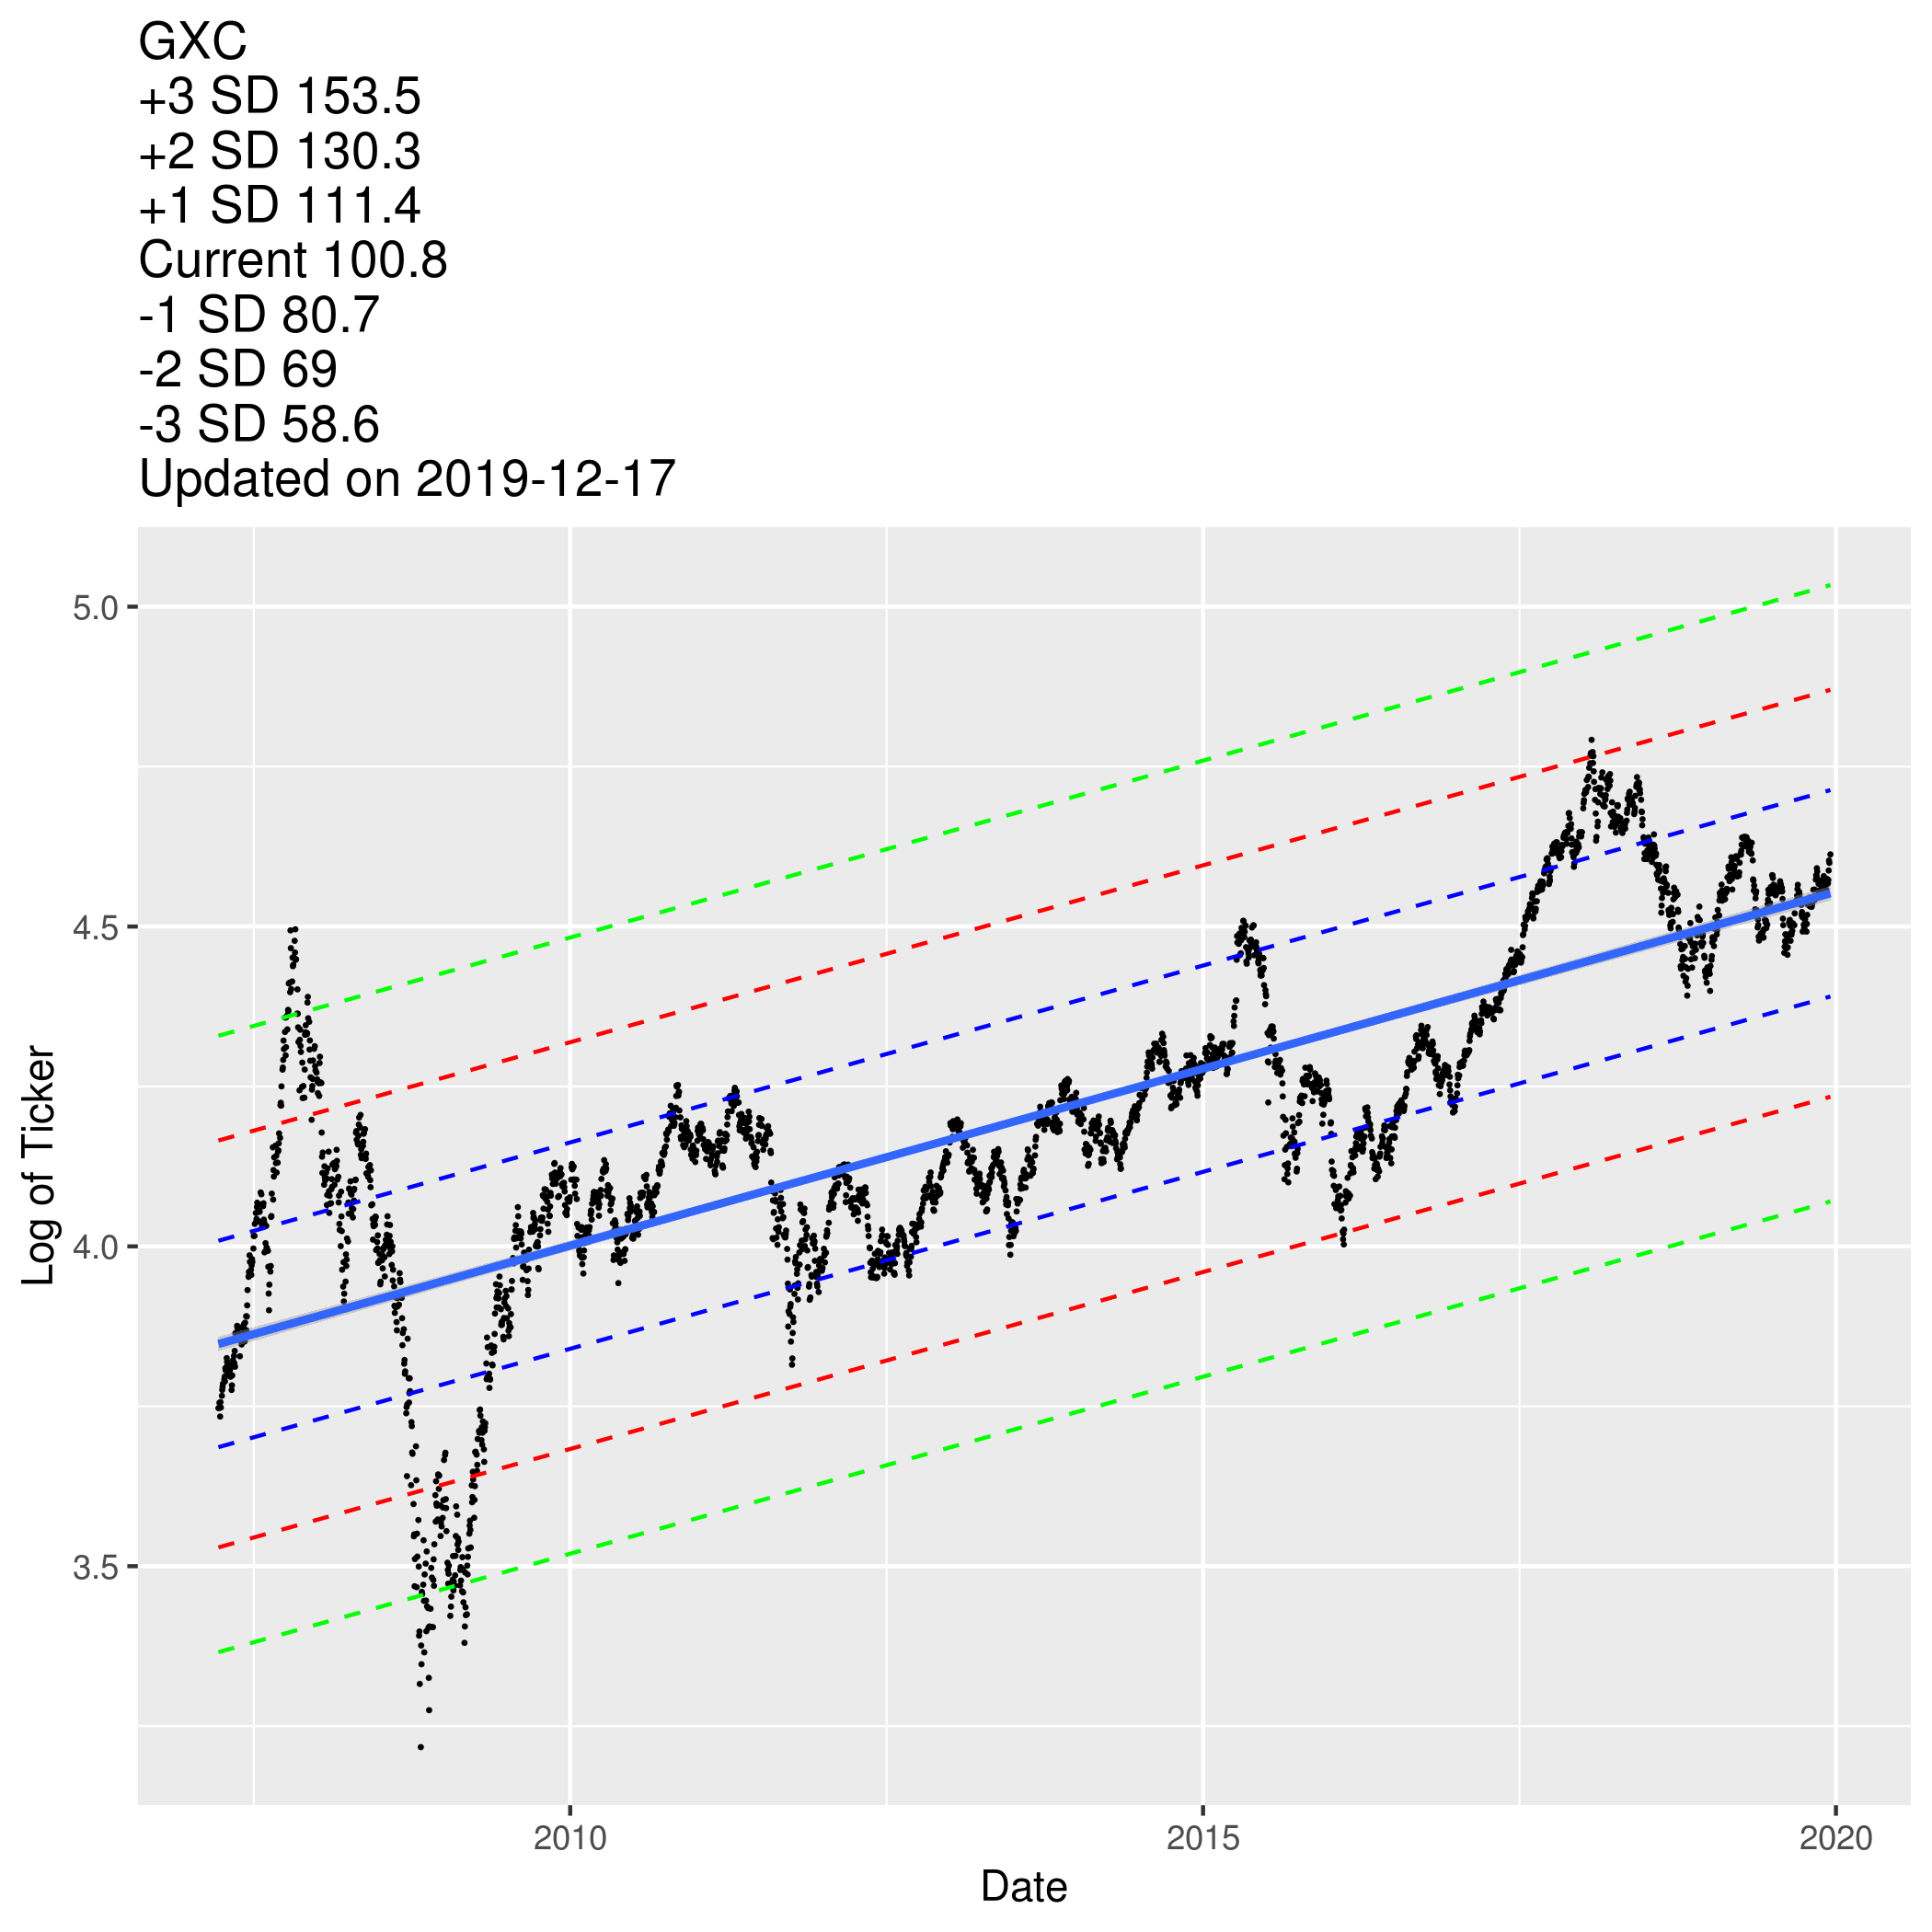 GXC
+3 SD 153.5
+2 SD 130.3
+1 SD 111.4
Current 100.8
-1 SD 80.7
-2 SD 69
-3 SD 58.6
Updated on 2019-12-17
5.0
4.5
4.0
3.5
Log of Ticker
2010 2015 2020
Date